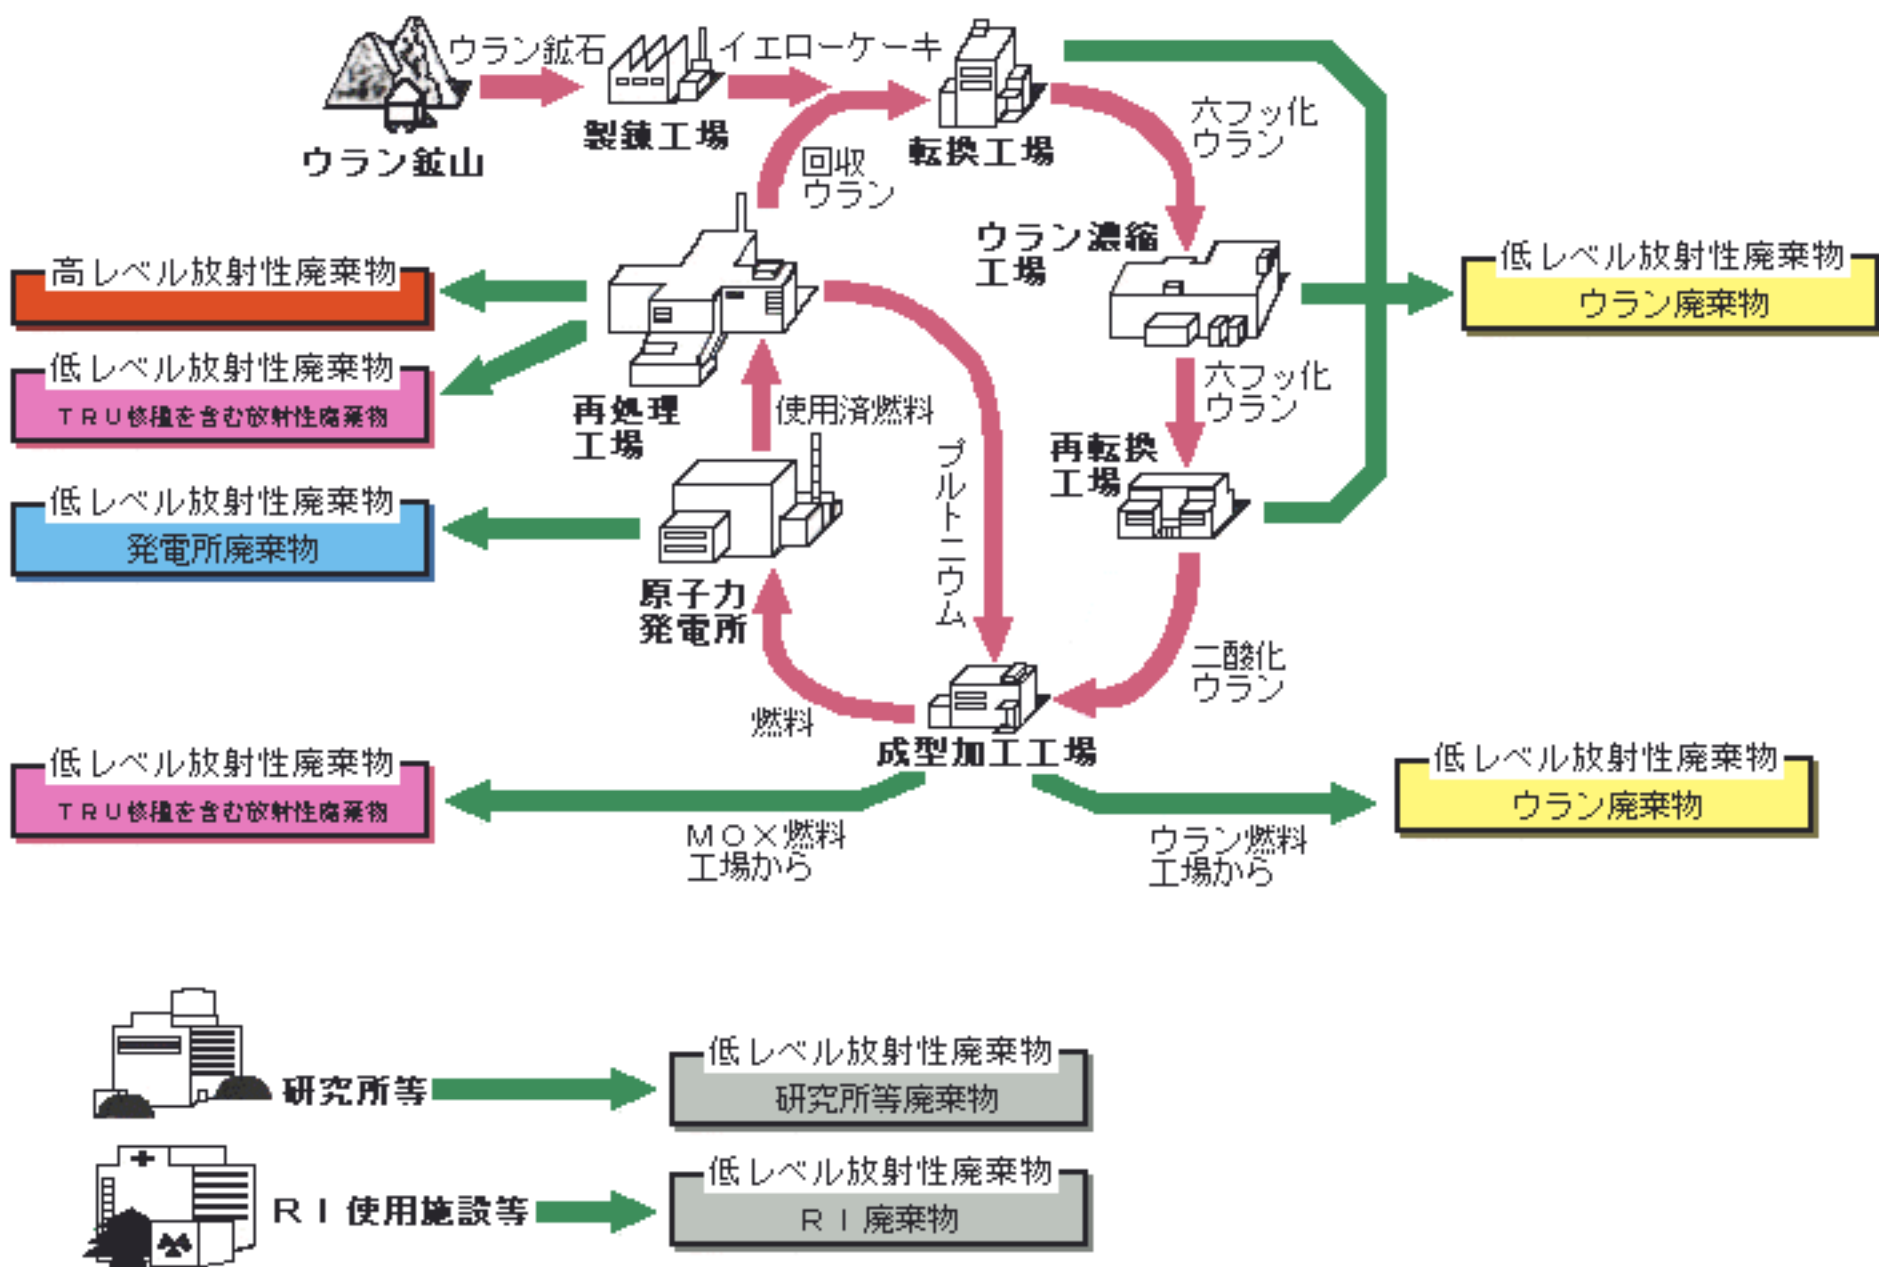 ウラン鉱石
イエローケーキ
ウラン鉱山
製錬工場
転換工場
六フッ化
ウラン
回収
ウラン
ウラン濃縮
工場
高レベル放射性廃棄物
低レベル放射性廃棄物
ウラン廃棄物
低レベル放射性廃棄物
TRU核種を含む放射性廃棄物
再処理
工場
使用済燃料
六フッ化
ウラン
プルトニウム
再転換
工場
低レベル放射性廃棄物
発電所廃棄物
原子力
発電所
二酸化
ウラン
燃料
成型加工工場
低レベル放射性廃棄物
TRU核種を含む放射性廃棄物
低レベル放射性廃棄物
ウラン廃棄物
MOX燃料
工場から
ウラン燃料
工場から
研究所等
低レベル放射性廃棄物
研究所等廃棄物
RI使用施設等
低レベル放射性廃棄物
RI廃棄物